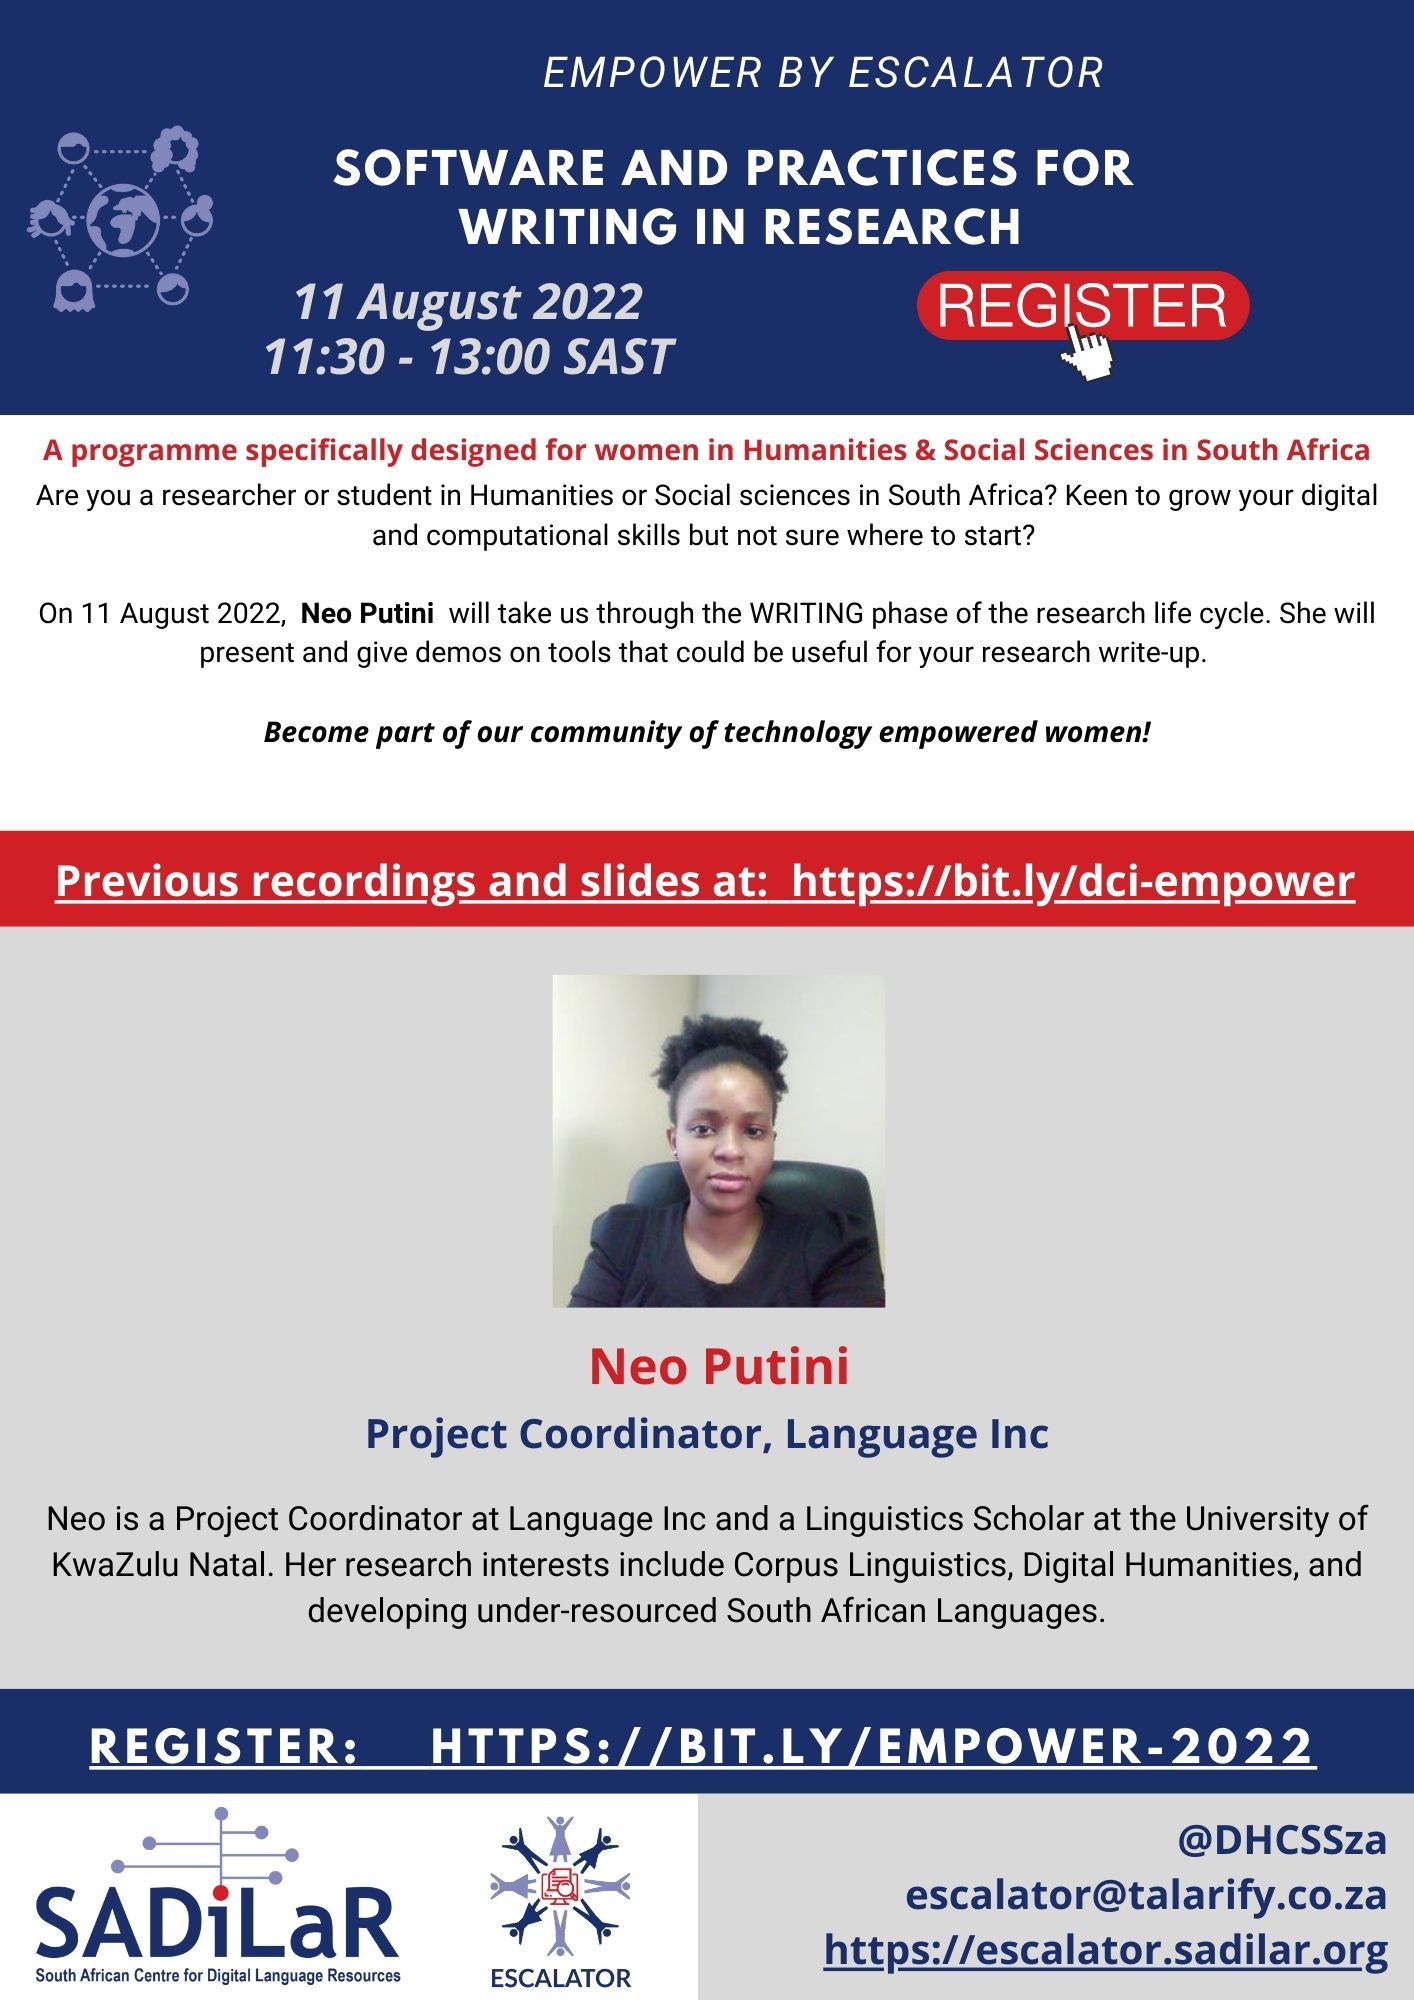 EMPOWER BY ESCALATOR
SOFTWARE AND PRACTICES FOR
WRITING IN RESEARCH
11 August 2022
11:30 - 13:00 SAST
REGISTER
A programme specifically designed for women in Humanities & Social Sciences in South Africa
Are you a researcher or student in Humanities or Social sciences in South Africa? Keen to grow your digital
and computational skills but not sure where to start?
On 11 August 2022, Neo Putini will take us through the WRITING phase of the research life cycle. She will
present and give demos on tools that could be useful for your research write-up.
Become part of our community of technology empowered women!
Previous recordings and slides at: https://bit.ly/dci-empower
Neo Putini
Project Coordinator, Language Inc
Neo is a Project Coordinator at Language Inc and a Linguistics Scholar at the University of
KwaZulu Natal. Her research interests include Corpus Linguistics, Digital Humanities, and
developing under-resourced South African Languages.
REGISTER: HTTPS://BIT.LY/EMPOWER-2022
SADiLaR
South African Centre for Digital Language Resources
ESCALATOR
@DHCSSza
escalator@talarify.co.za
https://escalator.sadilar.org